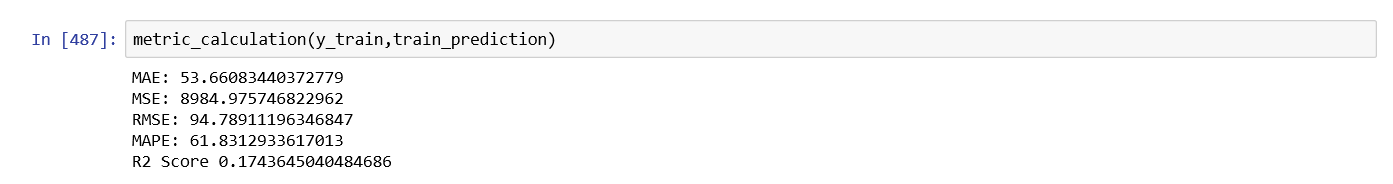 In [487]: metric_calculation(y_train,train_prediction)
MAE: 53.66083440372779
MSE: 8984.975746822962
RMSE: 94.78911196346847
MAPE: 61.8312933617013
R2 Score 0.1743645040484686